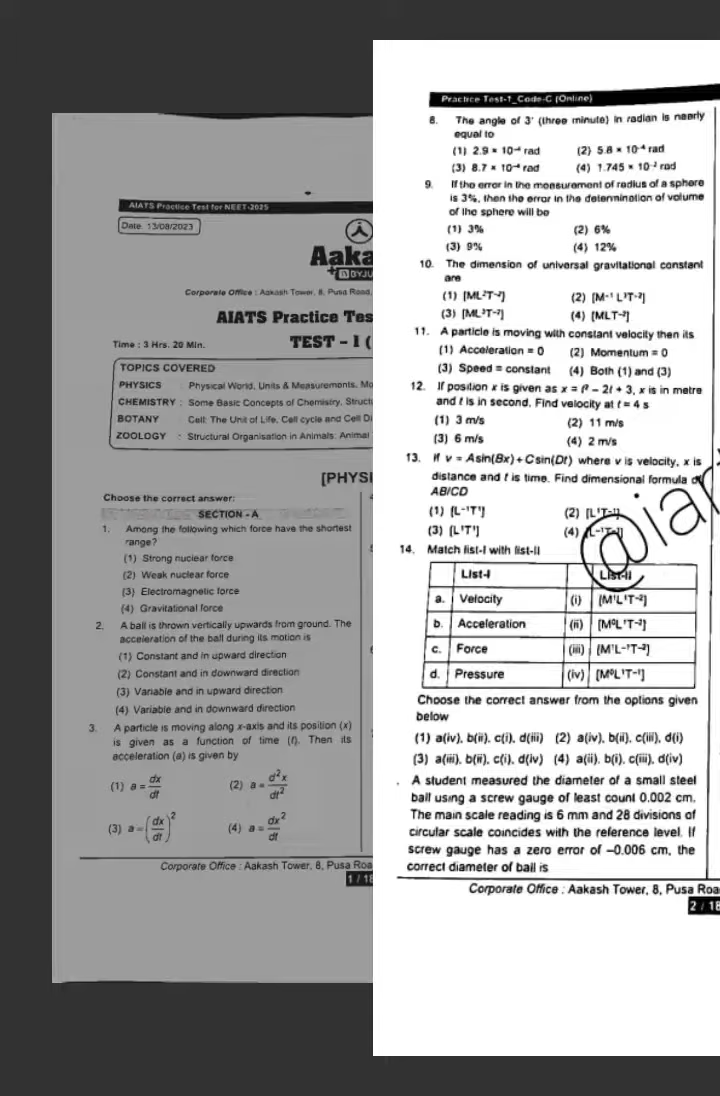 AIATS Practice Test for NEET-2025
Date: 13/08/2023
Aaka
BYJU
Corporate Office : Aakash Tower, 8, Pusa Road,
AIATS Practice Tes
Time : 3 Hrs. 20 Min.
TEST – 1 (
TOPICS COVERED
PHYSICS : Physical World, Units & Measurements, Mo
CHEMISTRY : Some Basic Concepts of Chemistry, Struct
BOTANY : Cell: The Unit of Life, Cell cycle and Cell Di
ZOOLOGY : Structural Organisation in Animals: Animal
[PHYSI
Choose the correct answer:
SECTION - A
1. Among the following which force have the shortest
range?
(1) Strong nuclear force
(2) Weak nuclear force
(3) Electromagnetic force
(4) Gravitational force
2. A ball is thrown vertically upwards from ground. The
acceleration of the ball during its motion is
(1) Constant and in upward direction
(2) Constant and in downward direction
(3) Variable and in upward direction
(4) Variable and in downward direction
3. A particle is moving along x-axis and its position (x)
is given as a function of time (t). Then its
acceleration (a) is given by
(1) a = dx/dt (2) a = d²x/dt²
(3) a = (dx/dt)² (4) a = dx²/dt
Corporate Office : Aakash Tower, 8, Pusa Roa
1 / 18
Practice Test-1_Code-C (Online)
8. The angle of 3' (three minute) in radian is nearly
equal to
(1) 2.9 × 10⁻⁴ rad (2) 5.8 × 10⁻⁴ rad
(3) 8.7 × 10⁻⁴ rad (4) 1.745 × 10⁻² rad
9. If the error in the measurement of radius of a sphere
is 3%, then the error in the determination of volume
of the sphere will be
(1) 3% (2) 6%
(3) 9% (4) 12%
10. The dimension of universal gravitational constant
are
(1) [ML²T⁻²] (2) [M⁻¹ L³T⁻²]
(3) [ML³T⁻²] (4) [MLT⁻²]
11. A particle is moving with constant velocity then its
(1) Acceleration = 0 (2) Momentum = 0
(3) Speed = constant (4) Both (1) and (3)
12. If position x is given as x = t² – 2t + 3, x is in metre
and t is in second. Find velocity at t = 4 s
(1) 3 m/s (2) 11 m/s
(3) 6 m/s (4) 2 m/s
13. If v = Asin(Bx) + Csin(Dt) where v is velocity, x is
distance and t is time. Find dimensional formula of
AB/CD
(1) [L⁻¹T¹] (2) [L¹T⁻¹]
(3) [L¹T¹] (4) [L⁻¹T⁻¹]
14. Match list-I with list-II
List-I List-II
a. Velocity (i) [M¹L¹T⁻²]
b. Acceleration (ii) [M⁰L¹T⁻²]
c. Force (iii) [M¹L⁻¹T⁻²]
d. Pressure (iv) [M⁰L¹T⁻¹]
Choose the correct answer from the options given
below
(1) a(iv), b(ii), c(i), d(iii) (2) a(iv), b(ii), c(iii), d(i)
(3) a(iii), b(ii), c(i), d(iv) (4) a(ii), b(i), c(iii), d(iv)
A student measured the diameter of a small steel
ball using a screw gauge of least count 0.002 cm.
The main scale reading is 6 mm and 28 divisions of
circular scale coincides with the reference level. If
screw gauge has a zero error of –0.006 cm, the
correct diameter of ball is
Corporate Office : Aakash Tower, 8, Pusa Roa
2 / 18